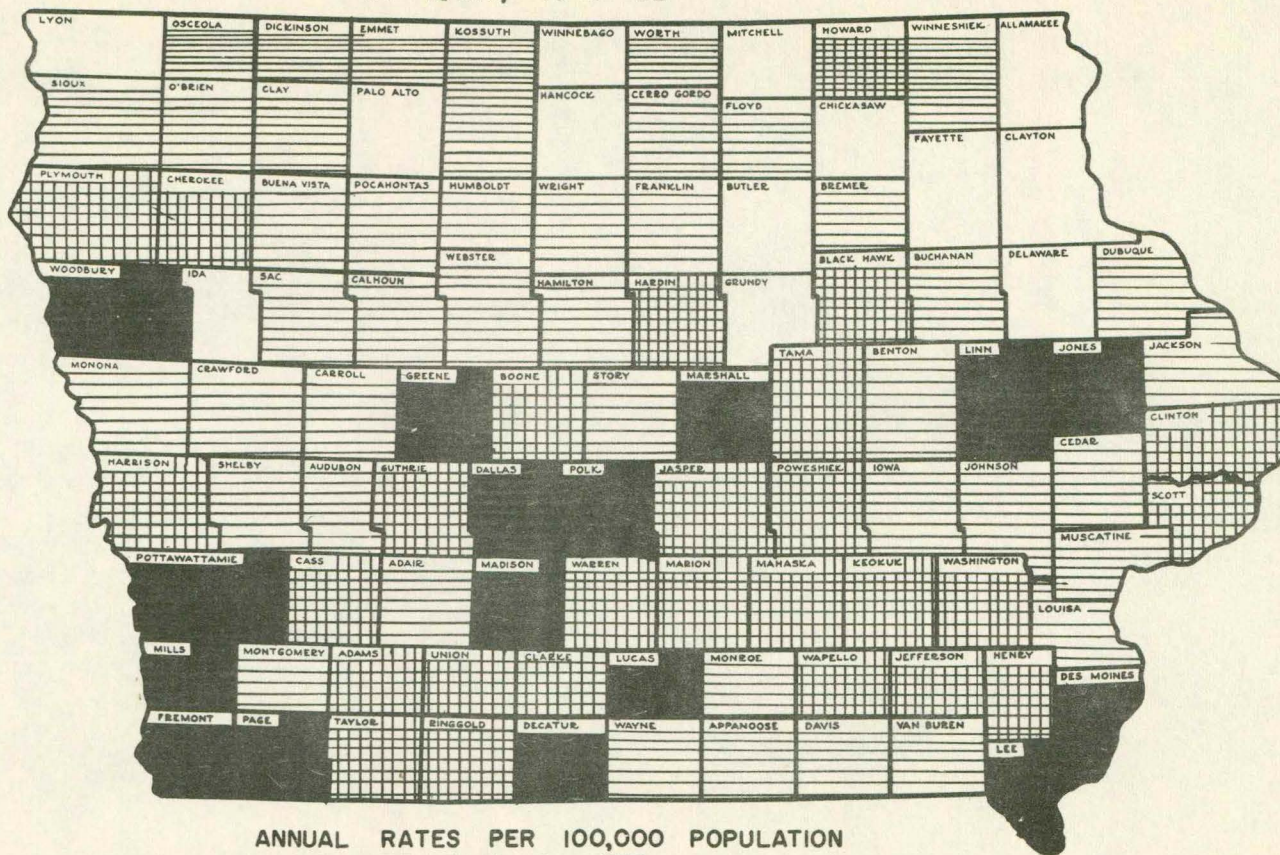 LYON OSCEOLA DICKINSON EMMET KOSSUTH WINNEBAGO WORTH MITCHELL HOWARD WINNESHIEK ALLAMAKEE
SIOUX O'BRIEN CLAY PALO ALTO HANCOCK CERRO GORDO FLOYD CHICKASAW
FAYETTE CLAYTON
PLYMOUTH CHEROKEE BUENA VISTA POCAHONTAS HUMBOLDT WRIGHT FRANKLIN BUTLER BREMER
WOODBURY IDA SAC CALHOUN WEBSTER HAMILTON HARDIN GRUNDY BLACK HAWK BUCHANAN DELAWARE DUBUQUE
MONONA CRAWFORD CARROLL GREENE BOONE STORY MARSHALL TAMA BENTON LINN JONES JACKSON
CLINTON
CEDAR
HARRISON SHELBY AUDUBON GUTHRIE DALLAS POLK JASPER POWESHIEK IOWA JOHNSON
SCOTT
MUSCATINE
POTTAWATTAMIE CASS ADAIR MADISON WARREN MARION MAHASKA KEOKUK WASHINGTON
LOUISA
MILLS MONTGOMERY ADAMS UNION CLARKE LUCAS MONROE WAPELLO JEFFERSON HENRY
DES MOINES
FREMONT PAGE TAYLOR RINGGOLD DECATUR WAYNE APPANOOSE DAVIS VAN BUREN
LEE
ANNUAL RATES PER 100,000 POPULATION